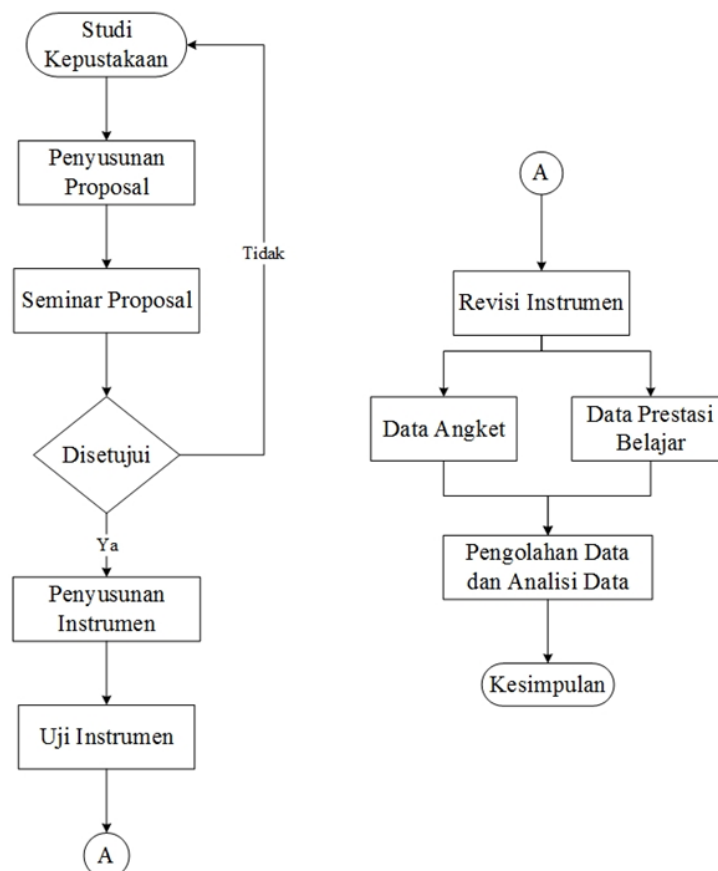 Studi
Kepustakaan
Penyusunan
Proposal
Seminar Proposal
Disetujui
Tidak
Ya
Penyusunan
Instrumen
Uji Instrumen
A
A
Revisi Instrumen
Data Angket
Data Prestasi
Belajar
Pengolahan Data
dan Analisi Data
Kesimpulan